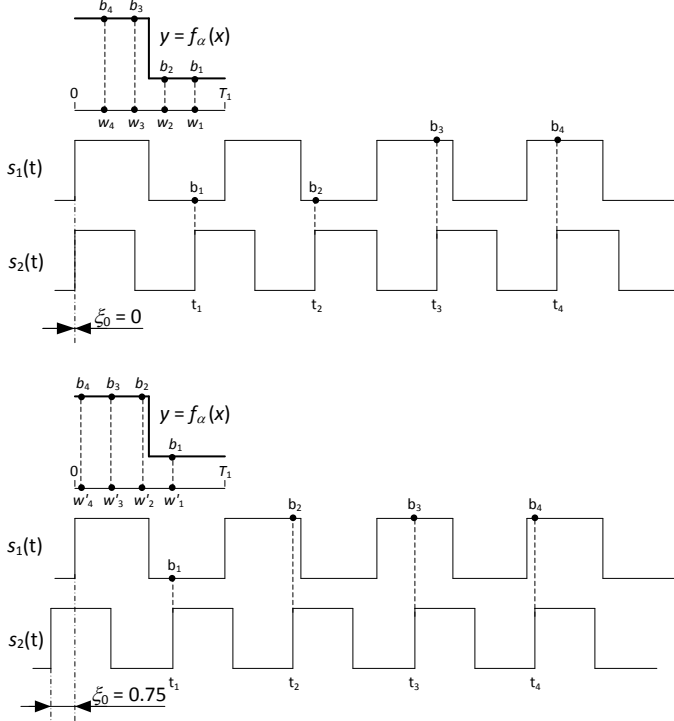 b₄ b₃
y = fα(x)
b₂ b₁
0 T₁
w₄ w₃ w₂ w₁
b₃ b₄
s₁(t)
b₁ b₂
s₂(t)
t₁ t₂ t₃ t₄
ξ₀ = 0
b₄ b₃ b₂
y = fα(x)
b₁
0 T₁
w'₄ w'₃ w'₂ w'₁
b₂ b₃ b₄
s₁(t)
b₁
s₂(t)
t₁ t₂ t₃ t₄
ξ₀ = 0.75